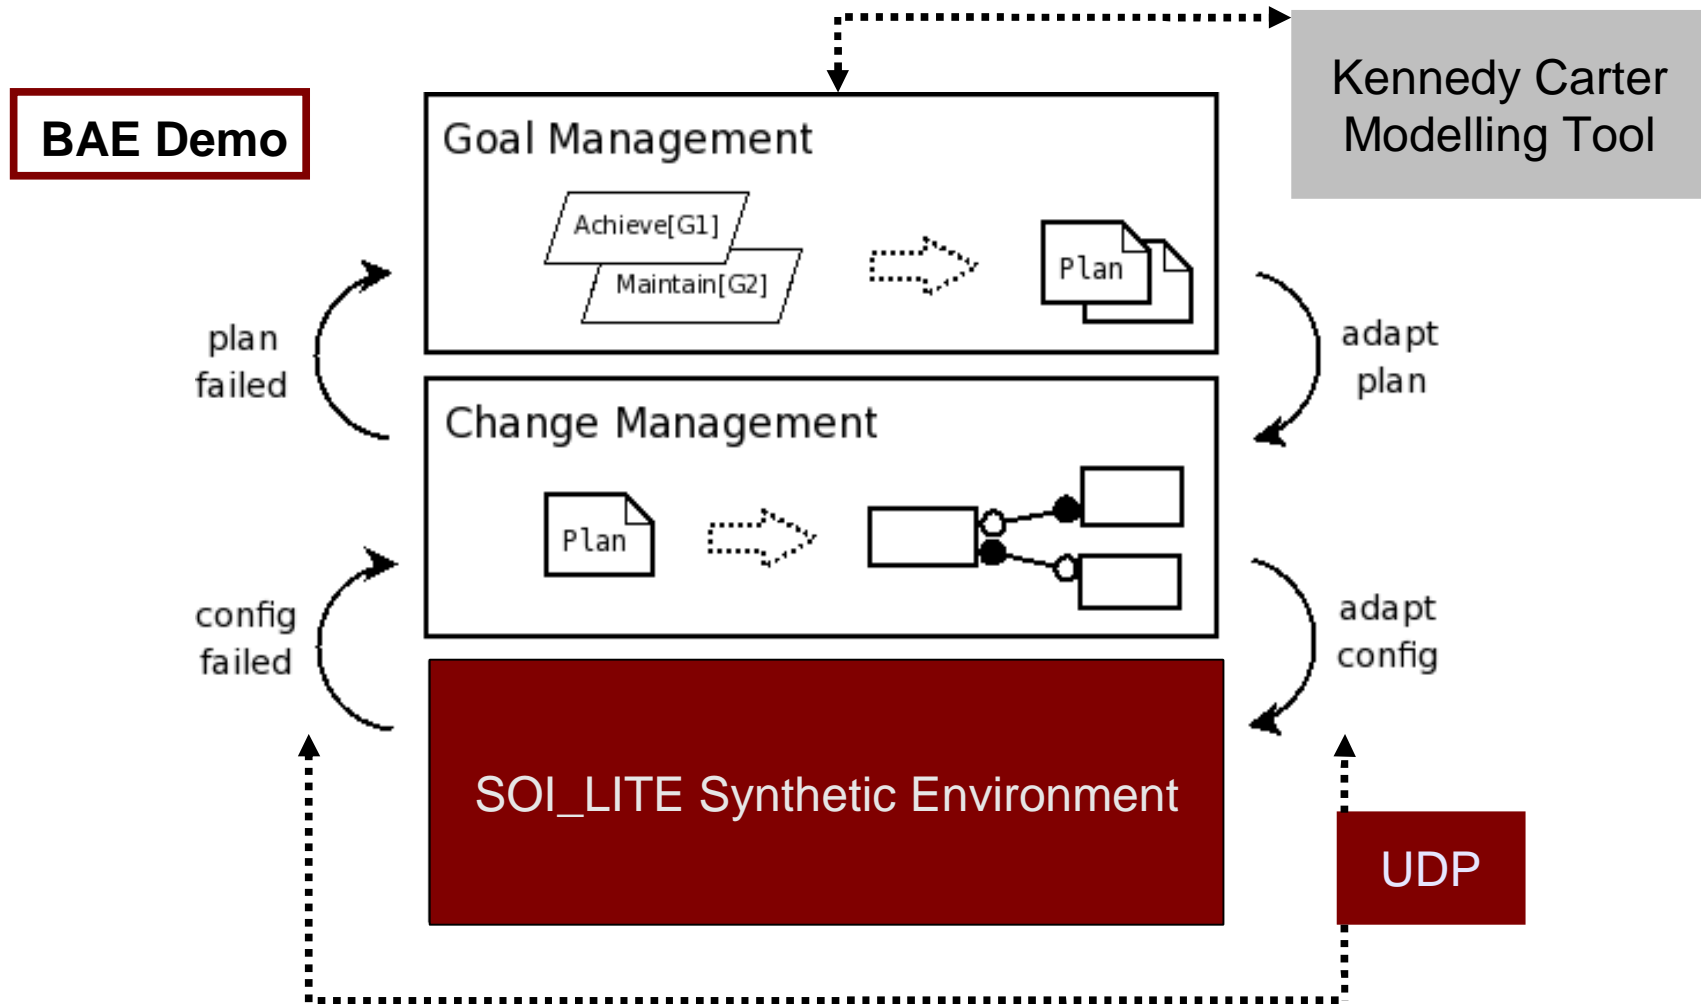 Kennedy Carter
Modelling Tool
BAE Demo
Goal Management
Achieve[G1]
Maintain[G2]
Plan
plan
failed
adapt
plan
Change Management
Plan
config
failed
adapt
config
SOI_LITE Synthetic Environment
UDP